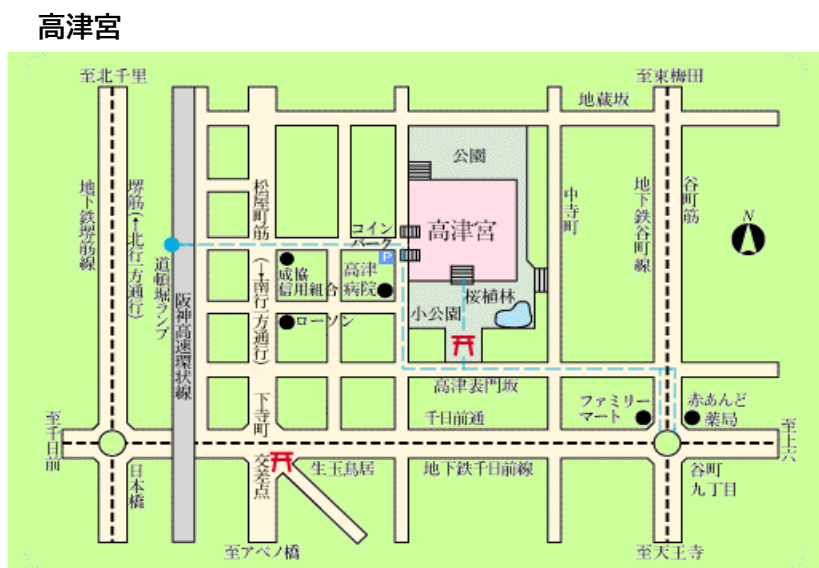 高津宮
至北千里
至東梅田
地蔵坂
公園
地下鉄堺筋線
堺筋(←北行一方通行)
松屋町筋
(→南行一方通行)
コイン
パーク
P
高津宮
中寺町
地下鉄谷町線
谷町筋
N
道頓堀ランプ
阪神高速環状線
成協
信用組合
高津
病院
桜植林
小公園
ローソン
高津表門坂
下寺町
交差点
千日前通
ファミリー
マート
赤あんど
薬局
至千日前
至上六
日本橋
生玉鳥居
地下鉄千日前線
谷町
九丁目
至アベノ橋
至天王寺